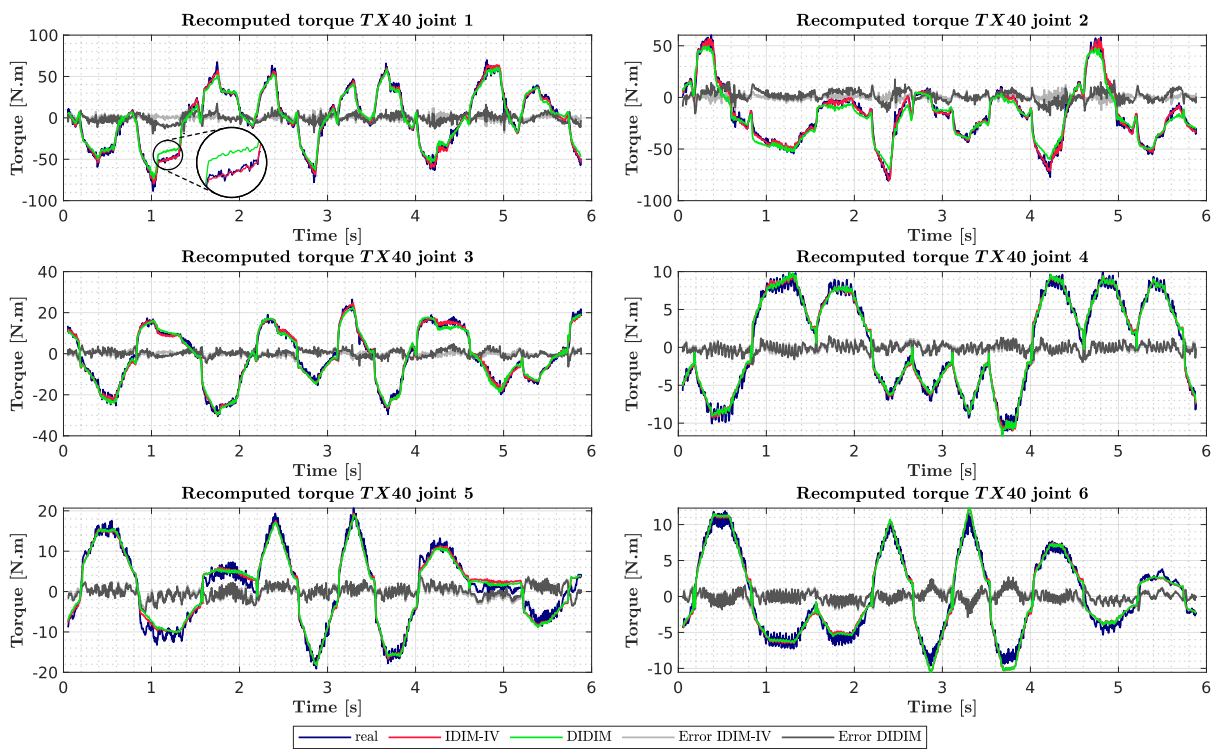 Recomputed torque TX40 joint 1
Torque [N.m]
100
50
0
-50
-100
0 1 2 3 4 5 6
Time [s]
Recomputed torque TX40 joint 2
Torque [N.m]
50
0
-50
-100
0 1 2 3 4 5 6
Time [s]
Recomputed torque TX40 joint 3
Torque [N.m]
40
20
0
-20
-40
0 1 2 3 4 5 6
Time [s]
Recomputed torque TX40 joint 4
Torque [N.m]
10
5
0
-5
-10
0 1 2 3 4 5 6
Time [s]
Recomputed torque TX40 joint 5
Torque [N.m]
20
10
0
-10
-20
0 1 2 3 4 5 6
Time [s]
Recomputed torque TX40 joint 6
Torque [N.m]
10
5
0
-5
-10
0 1 2 3 4 5 6
Time [s]
real IDIM-IV DIDIM Error IDIM-IV Error DIDIM